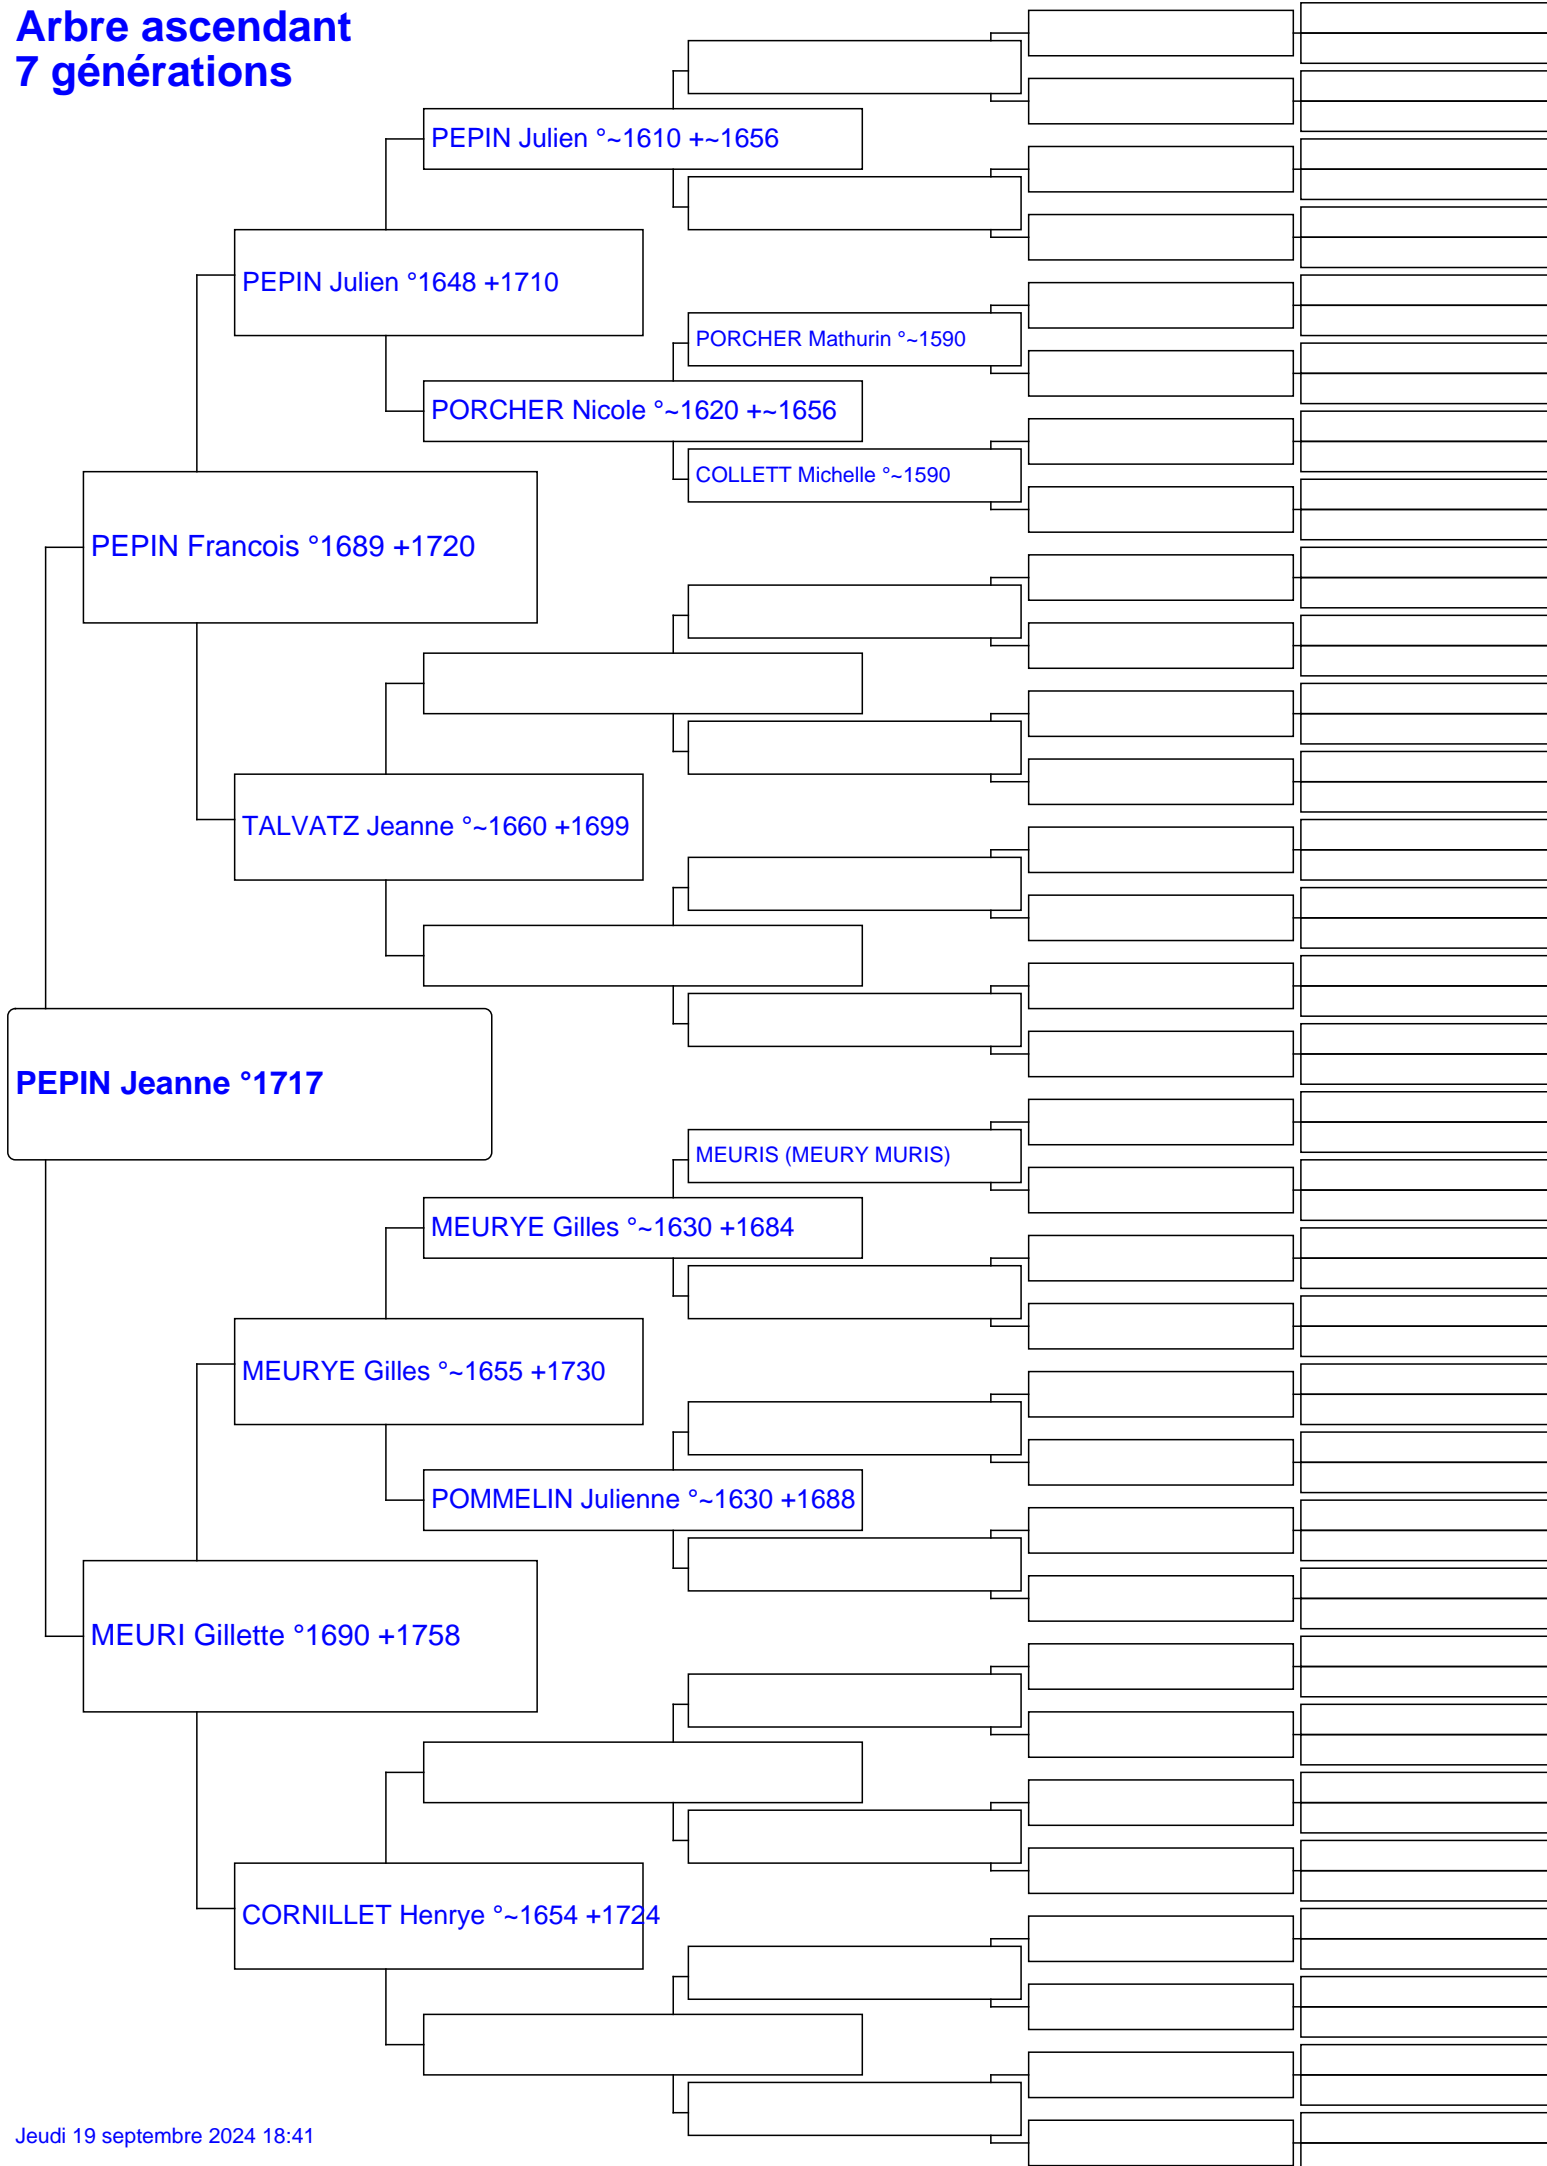 Arbre ascendant
7 générations
PEPIN Julien °~1610 +~1656
PEPIN Julien °1648 +1710
PORCHER Mathurin °~1590
PORCHER Nicole °~1620 +~1656
COLLETT Michelle °~1590
PEPIN Francois °1689 +1720
TALVATZ Jeanne °~1660 +1699
PEPIN Jeanne °1717
MEURIS (MEURY MURIS)
MEURYE Gilles °~1630 +1684
MEURYE Gilles °~1655 +1730
POMMELIN Julienne °~1630 +1688
MEURI Gillette °1690 +1758
CORNILLET Henrye °~1654 +1724
Jeudi 19 septembre 2024 18:41